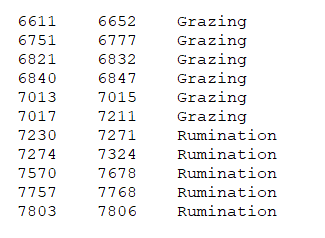 6611 6652 Grazing
6751 6777 Grazing
6821 6832 Grazing
6840 6847 Grazing
7013 7015 Grazing
7017 7211 Grazing
7230 7271 Rumination
7274 7324 Rumination
7570 7678 Rumination
7757 7768 Rumination
7803 7806 Rumination